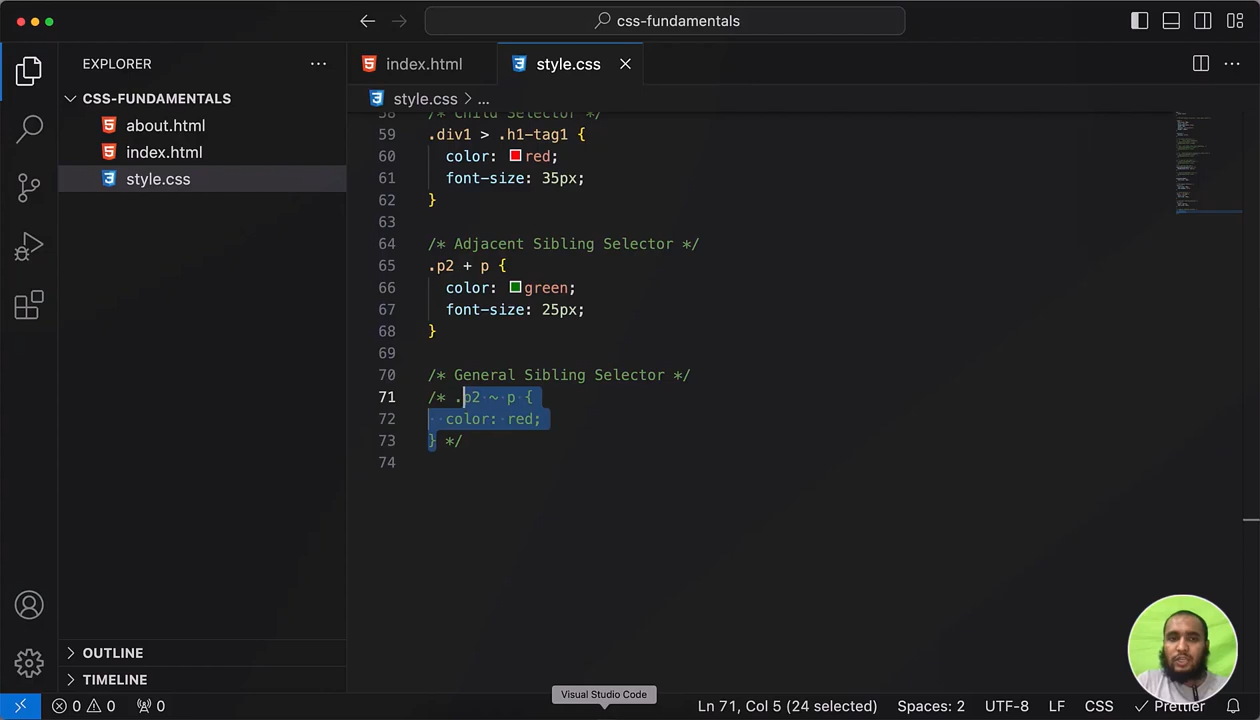 css-fundamentals
EXPLORER
CSS-FUNDAMENTALS
about.html
index.html
style.css
OUTLINE
TIMELINE
index.html
style.css
style.css > ...
58 /* Child Selector */
59 .div1 > .h1-tag1 {
60 color: red;
61 font-size: 35px;
62 }
63
64 /* Adjacent Sibling Selector */
65 .p2 + p {
66 color: green;
67 font-size: 25px;
68 }
69
70 /* General Sibling Selector */
71 /* .p2 ~ p {
72 color: red;
73 } */
74
Visual Studio Code
0 0 0 Ln 71, Col 5 (24 selected) Spaces: 2 UTF-8 LF CSS Prettier